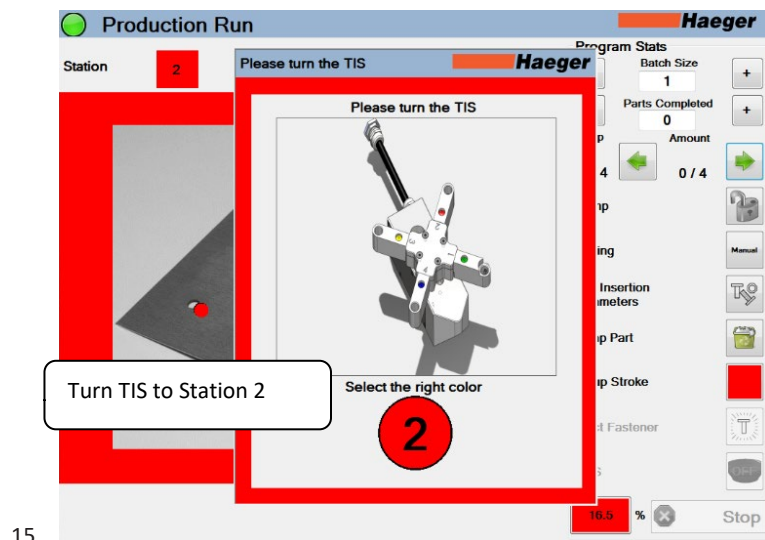 Production Run
Haeger
Station
2
Please turn the TIS
Haeger
Please turn the TIS
Select the right color
2
Turn TIS to Station 2
Program Stats
Batch Size
1
+
Parts Completed
0
+
Amount
4
0 / 4
Manual
Insertion
Part
Stroke
Fastener
OFF
16.5 %
Stop
15.